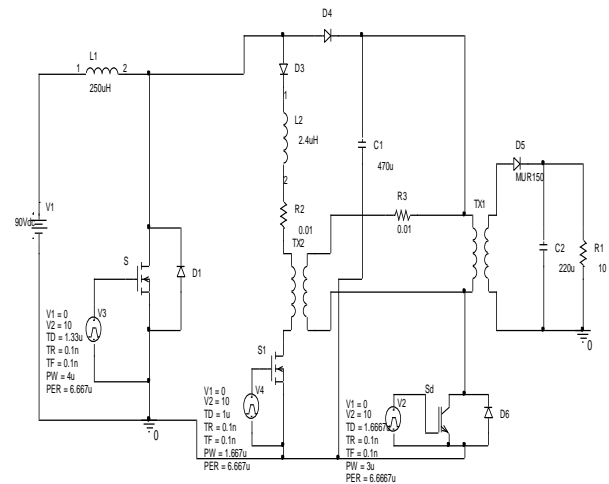 D4
L1
1 2
250uH
D3
1
L2
2.4uH
2
C1
470u
R2
0.01
TX2
R3
0.01
TX1
D5
MUR150
C2
220u
R1
10
0
V1
90Vdc
S
D1
V3
V1 = 0
V2 = 10
TD = 1.33u
TR = 0.1n
TF = 0.1n
PW = 4u
PER = 6.667u
0
S1
V4
V1 = 0
V2 = 10
TD = 1u
TR = 0.1n
TF = 0.1n
PW = 1.667u
PER = 6.667u
Sd
V2
D6
V1 = 0
V2 = 10
TD = 1.6667u
TR = 0.1n
TF = 0.1n
PW = 3u
PER = 6.6667u